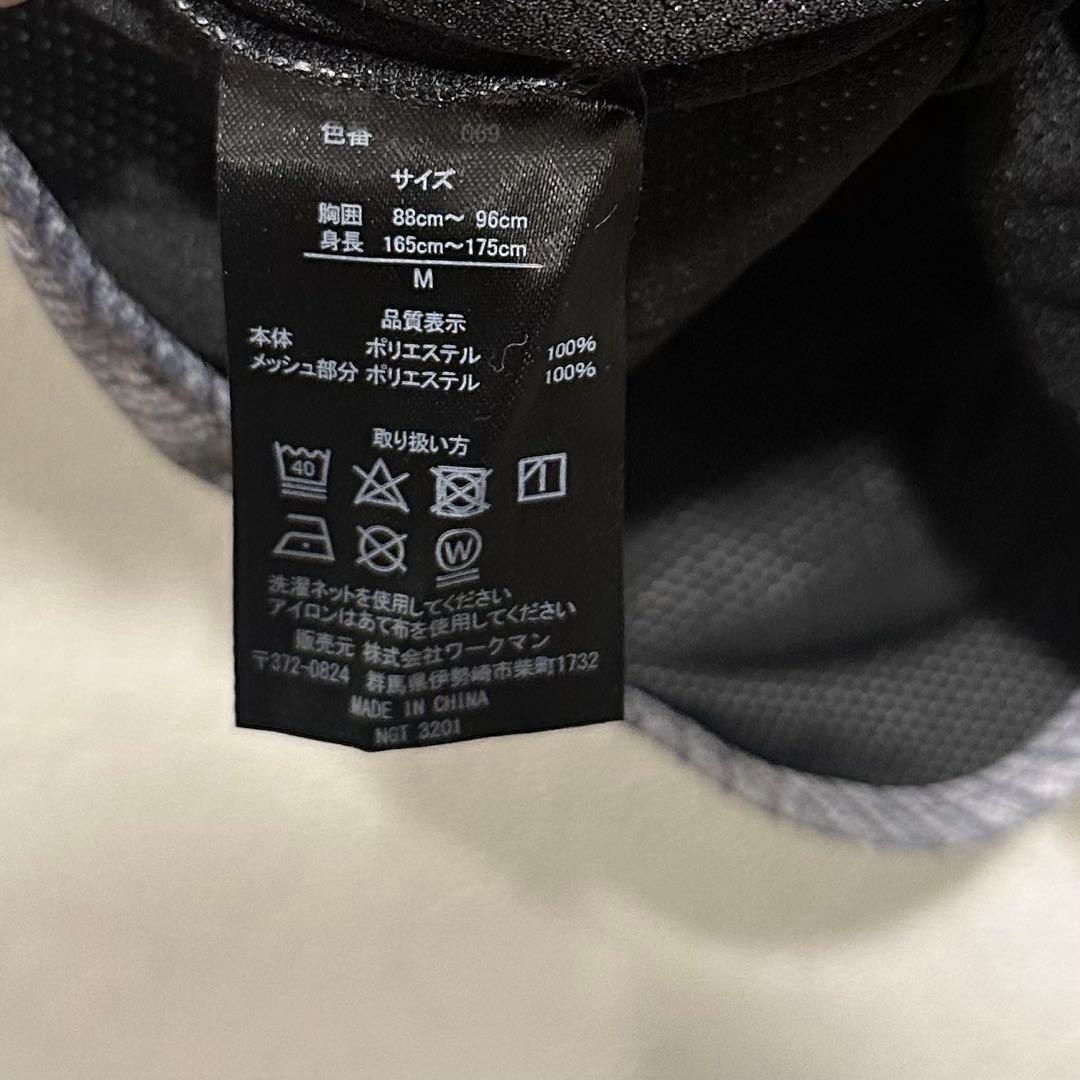 色番 069
サイズ
胸囲 88cm〜 96cm
身長 165cm〜175cm
M
品質表示
本体 ポリエステル 100%
メッシュ部分 ポリエステル 100%
取り扱い方
40
W
洗濯ネットを使用してください
アイロンはあて布を使用してください
販売元 株式会社ワークマン
〒372-0824 群馬県伊勢崎市柴町1732
MADE IN CHINA
NGT 3201